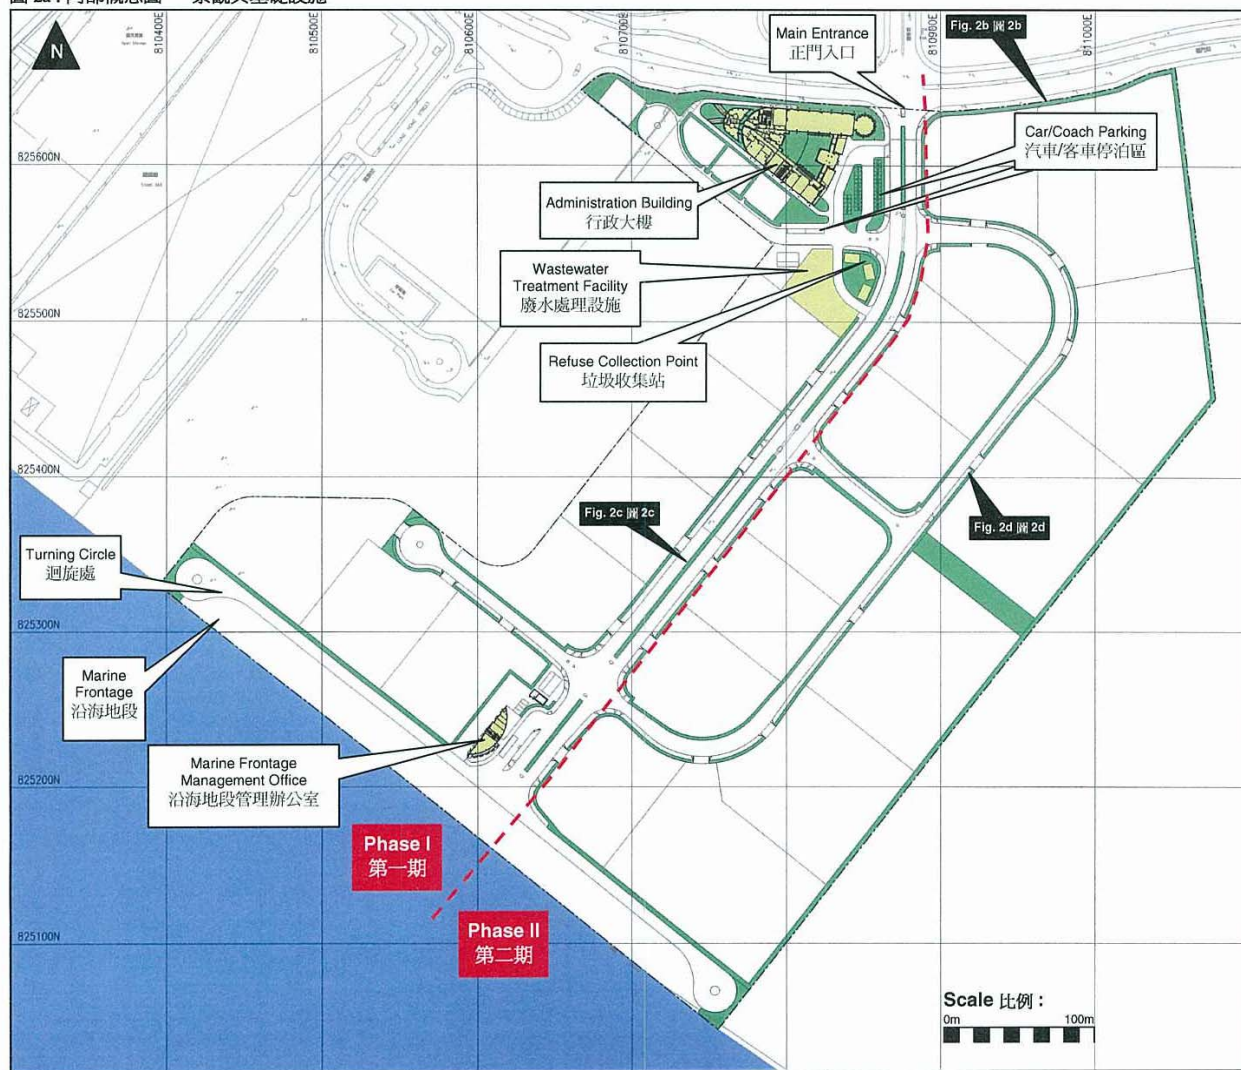 810400E
810500E
810600E
810700E
810900E
811000E
N
Main Entrance
正門入口
Fig. 2b 圖 2b
Car/Coach Parking
汽車/客車停泊區
825600N
Administration Building
行政大樓
Wastewater
Treatment Facility
廢水處理設施
825500N
Refuse Collection Point
垃圾收集站
825400N
Fig. 2c 圖 2c
Fig. 2d 圖 2d
Turning Circle
迴旋處
825300N
Marine
Frontage
沿海地段
Marine Frontage
Management Office
沿海地段管理辦公室
825200N
Phase I
第一期
Phase II
第二期
825100N
Scale 比例 :
0m 100m